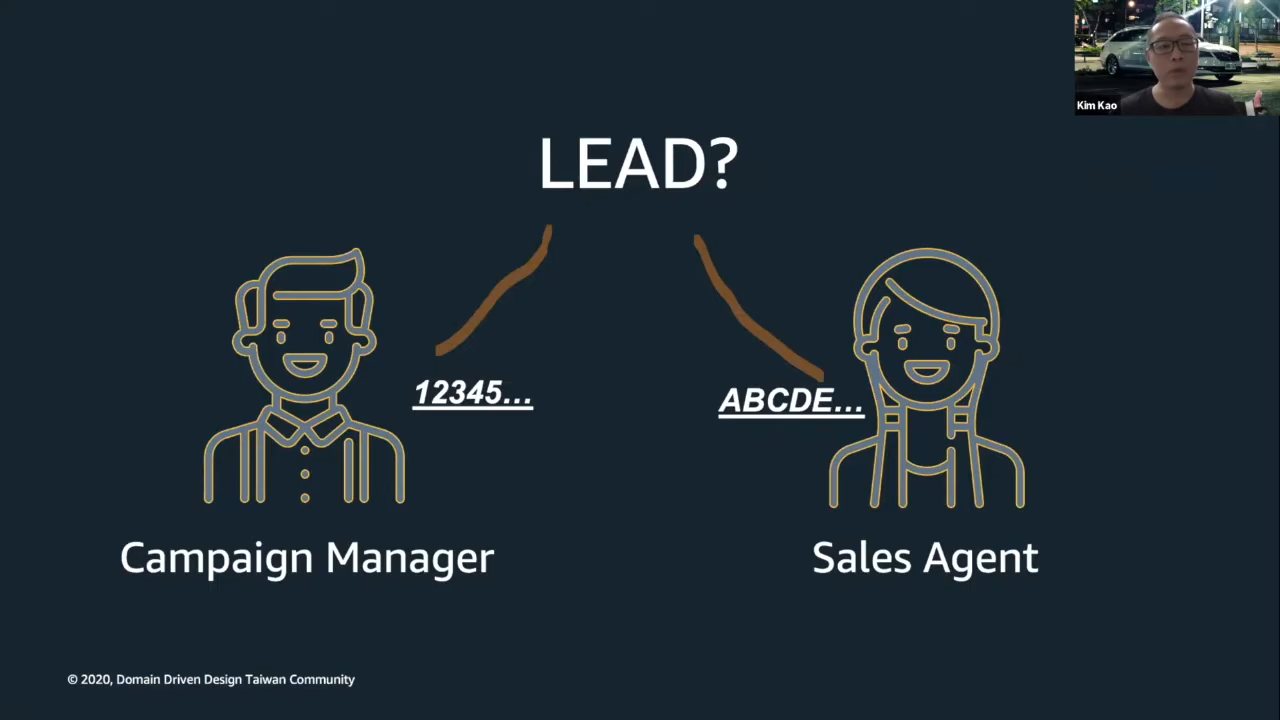 Kim Kao
LEAD?
12345...
ABCDE...
Campaign Manager
Sales Agent
© 2020, Domain Driven Design Taiwan Community